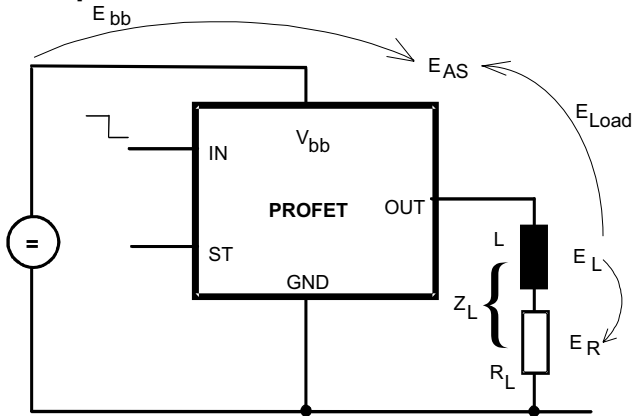 E bb
E AS
E Load
V bb
IN
PROFET
OUT
=
ST
L
E L
GND
Z L {
E R
R L